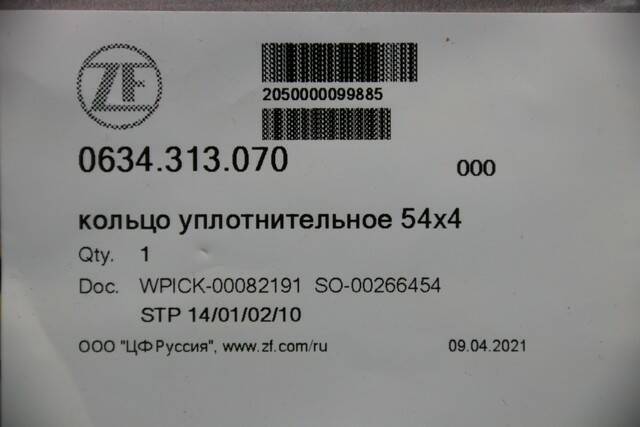 ZF
2050000099885
0634.313.070 000
кольцо уплотнительное 54x4
Qty. 1
Doc. WPICK-00082191 SO-00266454
STP 14/01/02/10
ООО "ЦФ Руссия", www.zf.com/ru 09.04.2021